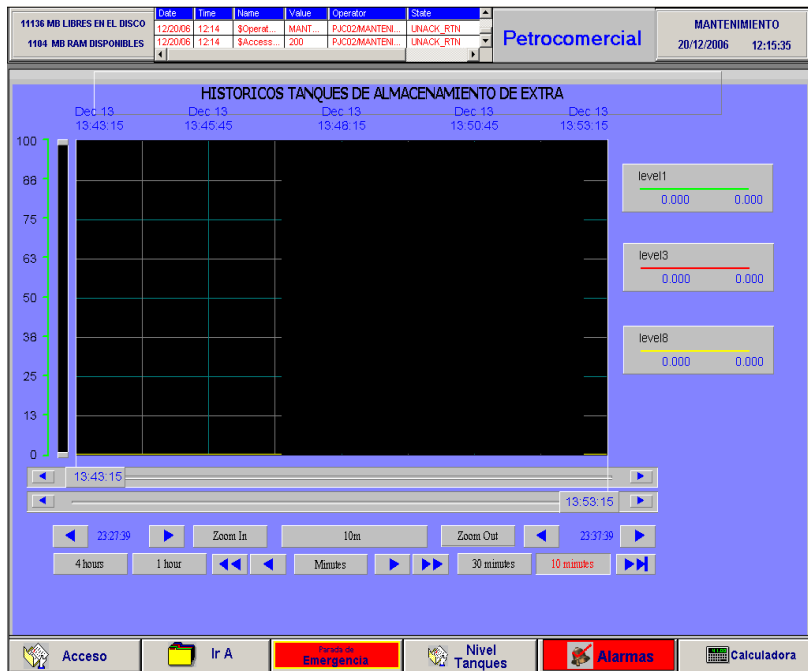 11136 MB LIBRES EN EL DISCO
1104 MB RAM DISPONIBLES
Date Time Name Value Operator State
12/20/06 12:14 $Operat... MANT... PJC02/MANTENI... UNACK_RTN
12/20/06 12:14 $Access... 200 PJC02/MANTENI... UNACK_RTN
Petrocomercial
MANTENIMIENTO
20/12/2006 12:15:35
HISTORICOS TANQUES DE ALMACENAMIENTO DE EXTRA
Dec 13 Dec 13 Dec 13 Dec 13 Dec 13
13:43:15 13:45:45 13:48:15 13:50:45 13:53:15
100
88
75
63
50
38
25
13
0
level1
0.000 0.000
level3
0.000 0.000
level8
0.000 0.000
13:43:15
13:53:15
23:27:39 Zoom In 10m Zoom Out 23:37:39
4 hours 1 hour Minutes 30 minutes 10 minutes
Acceso
Ir A
Parada de
Emergencia
Nivel
Tanques
Alarmas
Calculadora